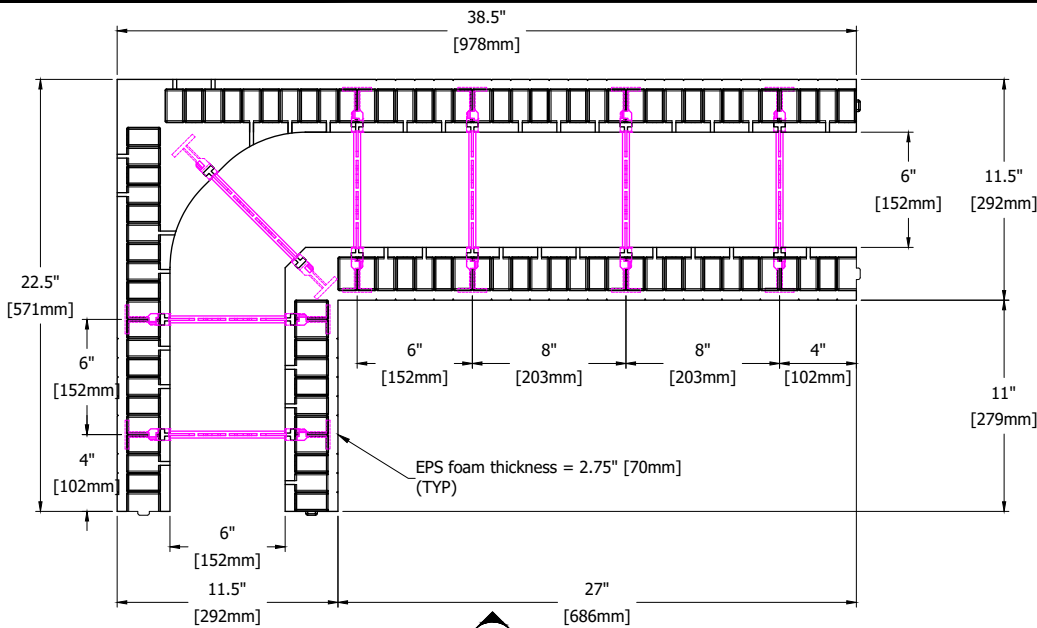 38.5"
[978mm]
6"
[152mm]
11.5"
[292mm]
22.5"
[571mm]
6"
[152mm]
8"
[203mm]
8"
[203mm]
4"
[102mm]
6"
[152mm]
11"
[279mm]
4"
[102mm]
EPS foam thickness = 2.75" [70mm]
(TYP)
6"
[152mm]
11.5"
[292mm]
27"
[686mm]